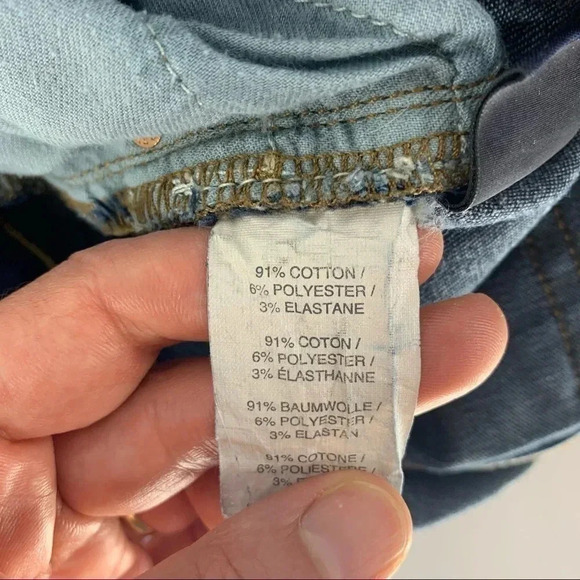 91% COTTON /
6% POLYESTER /
3% ELASTANE
91% COTON /
6% POLYESTER /
3% ÉLASTHANNE
91% BAUMWOLLE /
6% POLYESTER /
3% ELASTAN
91% COTONE /
6% POLIESTERE /
3%